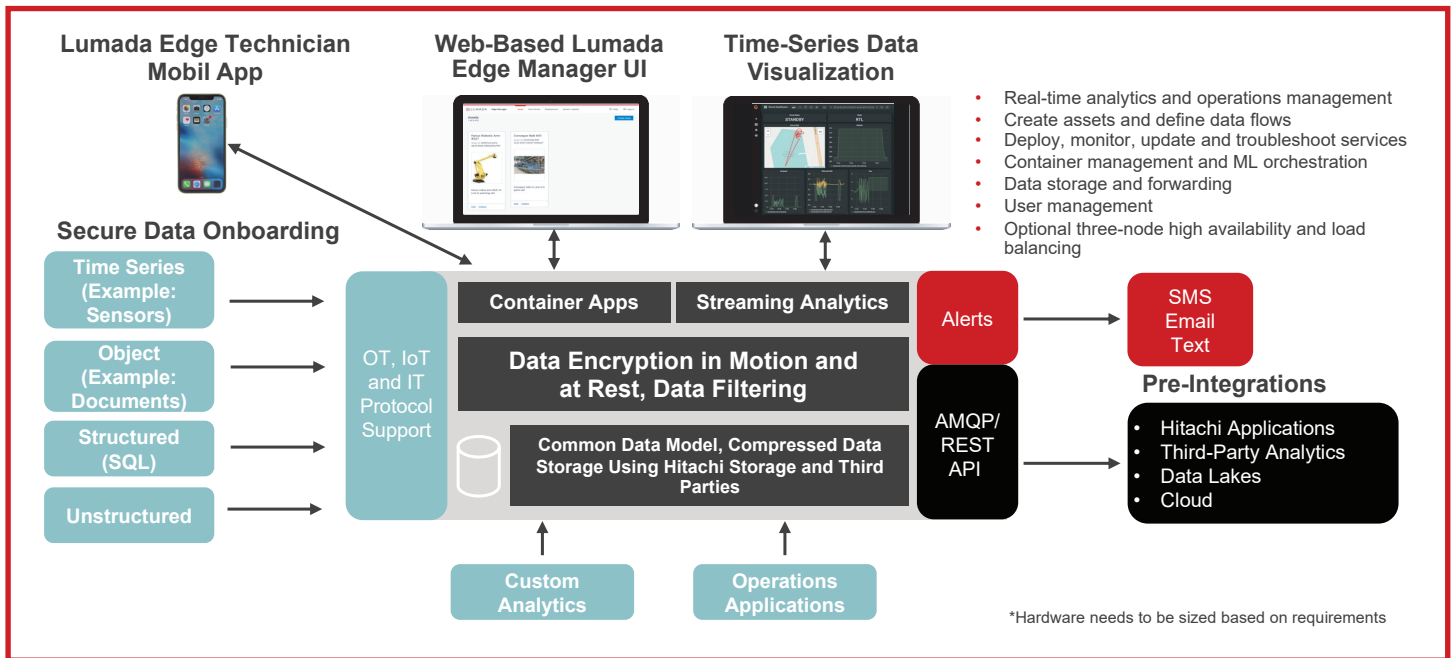 Lumada Edge Technician
Mobil App
Web-Based Lumada
Edge Manager UI
Time-Series Data
Visualization
• Real-time analytics and operations management
• Create assets and define data flows
• Deploy, monitor, update and troubleshoot services
• Container management and ML orchestration
• Data storage and forwarding
• User management
• Optional three-node high availability and load
balancing
STANDBY
RTL
Secure Data Onboarding
Time Series
(Example:
Sensors)
Object
(Example:
Documents)
Structured
(SQL)
Unstructured
OT, IoT
and IT
Protocol
Support
Container Apps
Streaming Analytics
Data Encryption in Motion and
at Rest, Data Filtering
Common Data Model, Compressed Data
Storage Using Hitachi Storage and Third
Parties
Alerts
AMQP/
REST
API
SMS
Email
Text
Pre-Integrations
• Hitachi Applications
• Third-Party Analytics
• Data Lakes
• Cloud
Custom
Analytics
Operations
Applications
*Hardware needs to be sized based on requirements